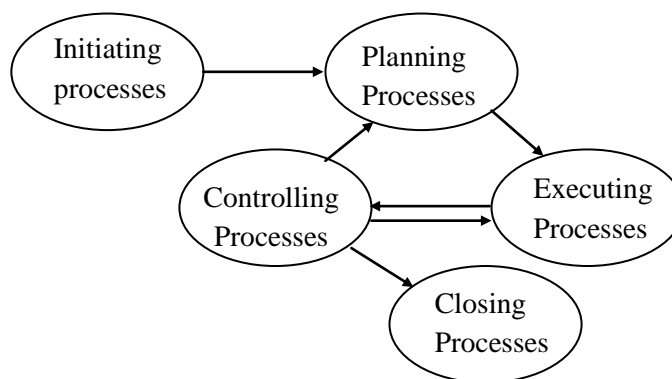 Initiating
processes
Planning
Processes
Controlling
Processes
Executing
Processes
Closing
Processes